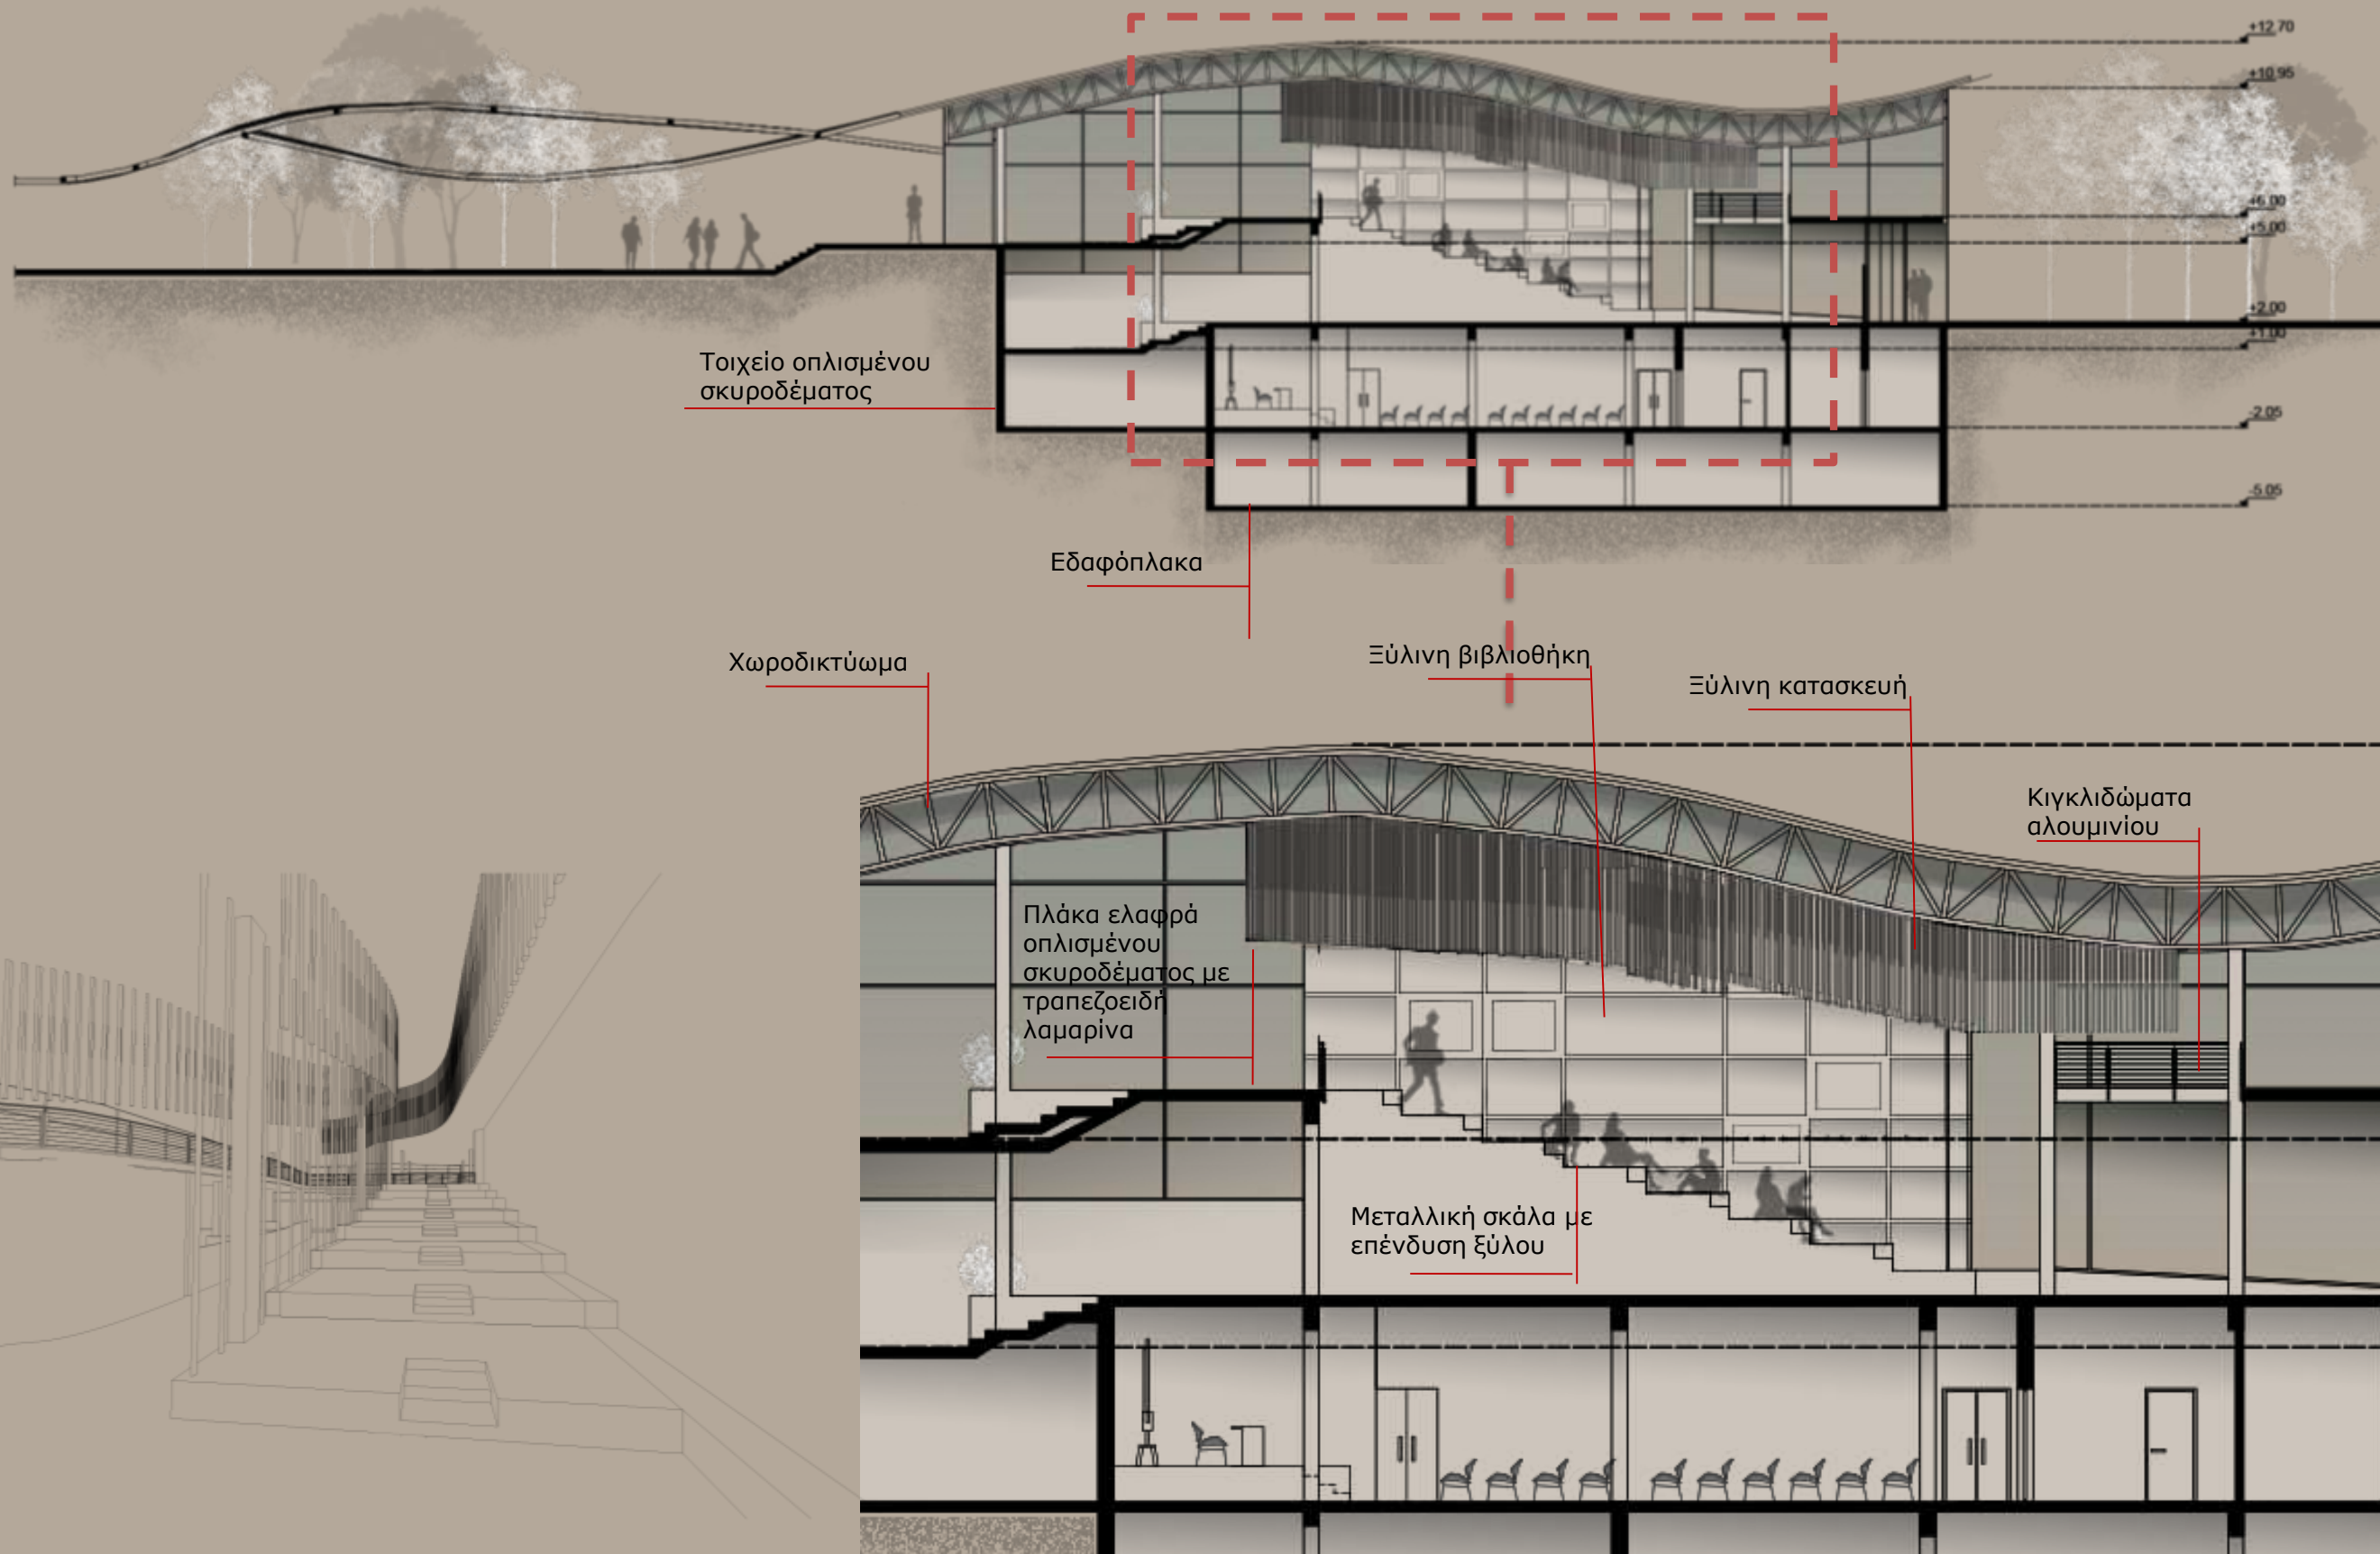 +12.70
+10.95
+6.00
+5.00
+2.00
+1.00
Τοιχείο οπλισμένου
σκυροδέματος
-2.05
-5.05
Εδαφόπλακα
Χωροδικτύωμα
Ξύλινη βιβλιοθήκη
Ξύλινη κατασκευή
Κιγκλιδώματα
αλουμινίου
Πλάκα ελαφρά
οπλισμένου
σκυροδέματος με
τραπεζοειδή
λαμαρίνα
Μεταλλική σκάλα με
επένδυση ξύλου